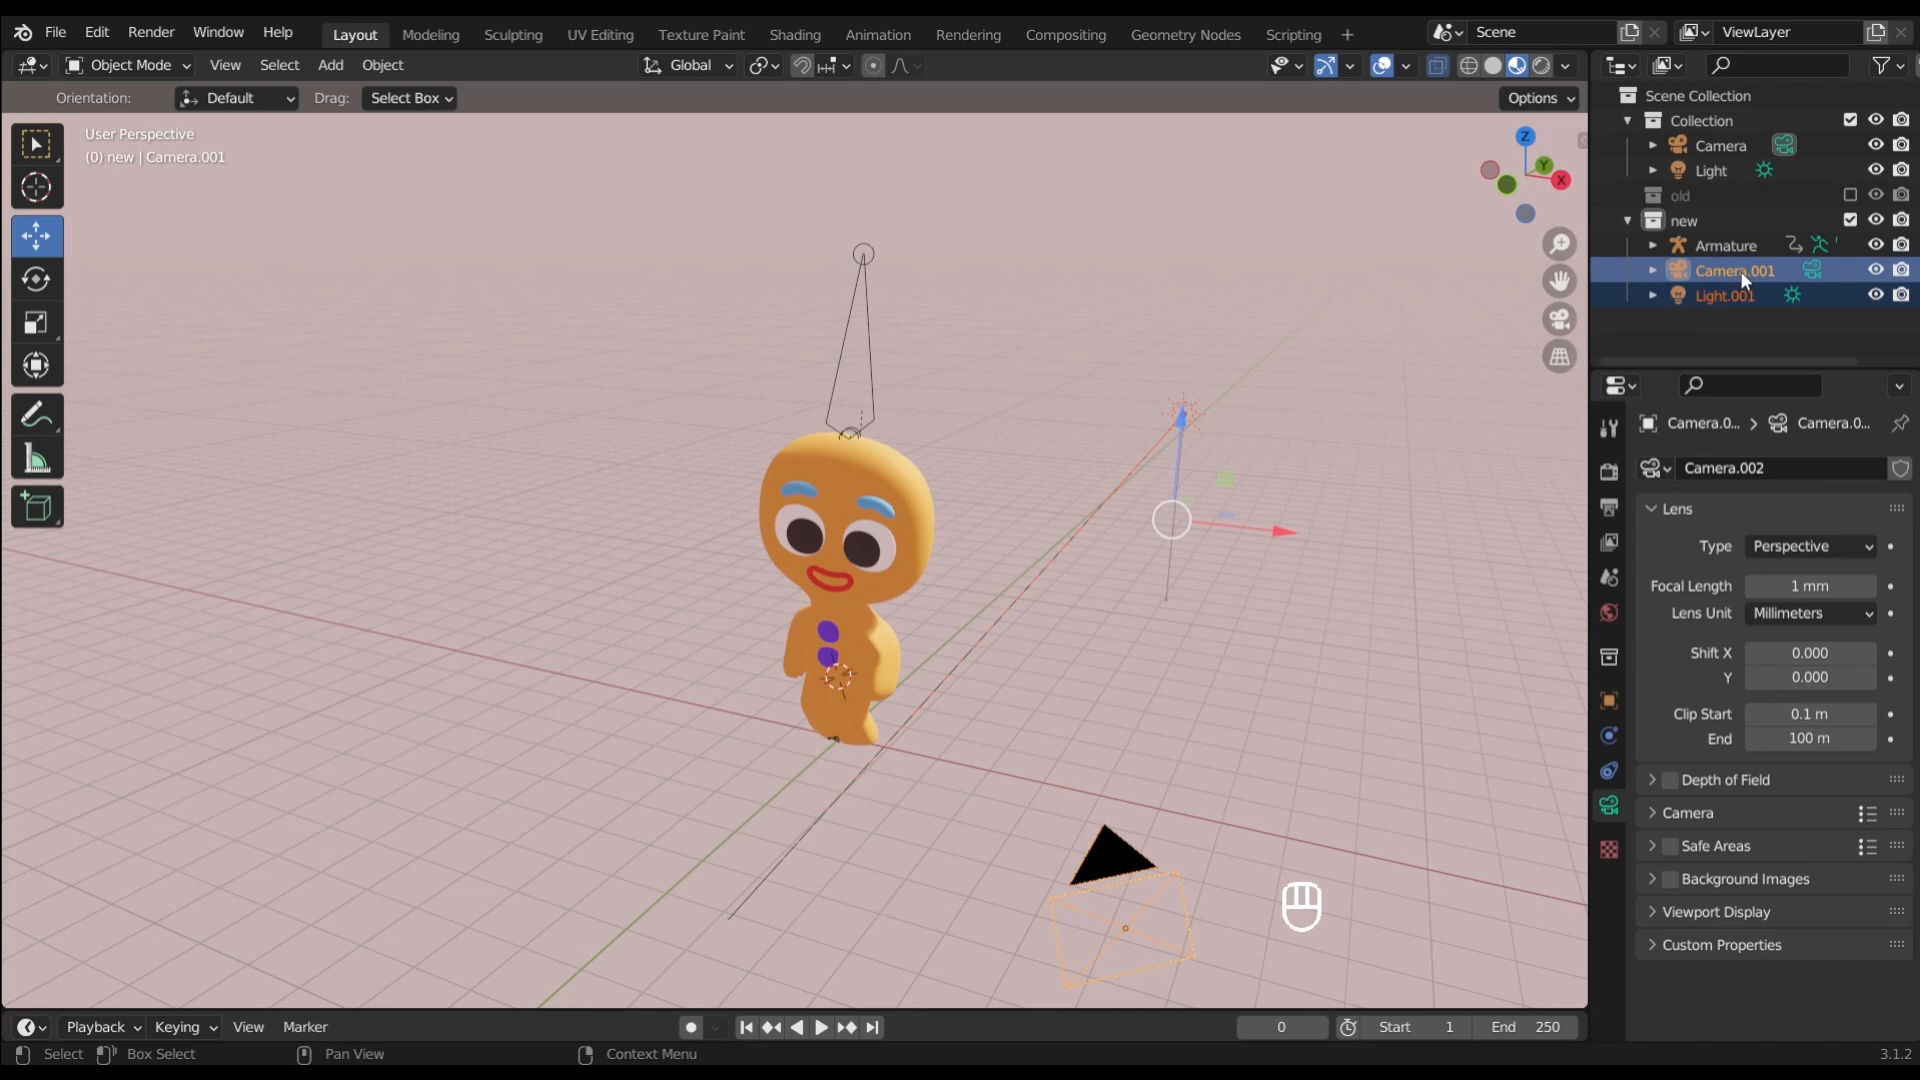 File Edit Render Window Help Layout Modeling Sculpting UV Editing Texture Paint Shading Animation Rendering Compositing Geometry Nodes Scripting + Scene ViewLayer
Object Mode View Select Add Object Global
Orientation: Default Drag: Select Box Options
User Perspective
(0) new | Camera.001
Z
Y
X
Scene Collection
Collection
Camera
Light
old
new
Armature
Camera.001
Light.001
Camera.0... Camera.0...
Camera.002
Lens
Type Perspective
Focal Length 1 mm
Lens Unit Millimeters
Shift X 0.000
Y 0.000
Clip Start 0.1 m
End 100 m
Depth of Field
Camera
Safe Areas
Background Images
Viewport Display
Custom Properties
Playback Keying View Marker 0 Start 1 End 250
Select Box Select Pan View Context Menu 3.1.2